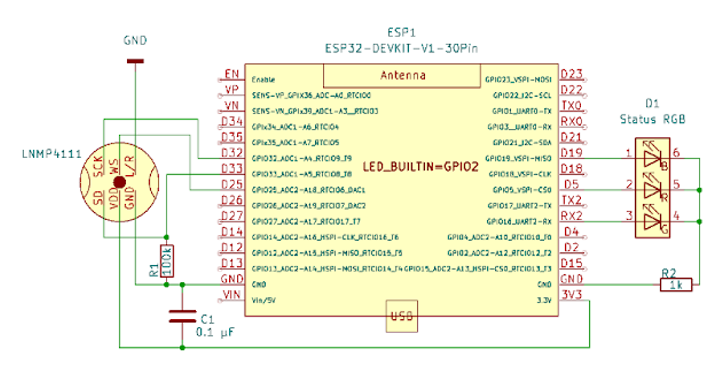 ESP1
ESP32-DEVKIT-V1-30Pin
GND
Antenna
EN
Enable
GPIO23_VSPI-MOSI
D23
VP
SENS-VP_GPIX36_ADC-A0_RTCIO0
GPIO22_I2C-SCL
D22
VN
SENS-VN_GPIX39_ADC1-A3__RTCIO3
GPIO1_UART0-TX
TX0
D34
GPIX34_ADC1-A6_RTCIO4
GPIO3__UART0-RX
RX0
D35
GPIX35_ADC1-A7_RTCIO5
GPIO21_I2C-SDA
D21
D32
GPIO32_ADC1-A4_RTCIO9_T9
GPIO19_VSPI-MISO
D19
D33
GPIO33_ADC1-A5_RTCIO8_T8
GPIO18_VSPI-CLK
D18
LED_BUILTIN=GPIO2
D25
GPIO25_ADC2-A18_RTCIO6_DAC1
GPIO5_VSPI-CS0
D5
D26
GPIO26_ADC2-A19_RTCIO7_DAC2
GPIO17_UART2-TX
TX2
D27
GPIO27_ADC2-A17_RTCIO17_T7
GPIO16_UART2-RX
RX2
D14
GPIO14_ADC2-A16_HSPI-CLK_RTCIO16_T6
GPIO4_ADC2-A10_RTCIO10_T0
D4
D12
GPIO12_ADC2-A15_HSPI-MISO_RTCIO15_T5
GPIO2_ADC2-A12_RTCIO12_T2
D2
D13
GPIO13_ADC2-A14_HSPI-MOSI_RTCIO14_T4
GPIO15_ADC2-A13_HSPI-CS0_RTCIO13_T3
D15
GND
GND
GND
GND
VIN
Vin/5V
3.3V
3V3
USB
LNMP4111
SCK
WS
L/R
SD
VDD
GND
R1
100k
C1
0.1 µF
D1
Status RGB
1
6
B
2
5
R
3
4
G
R2
1k